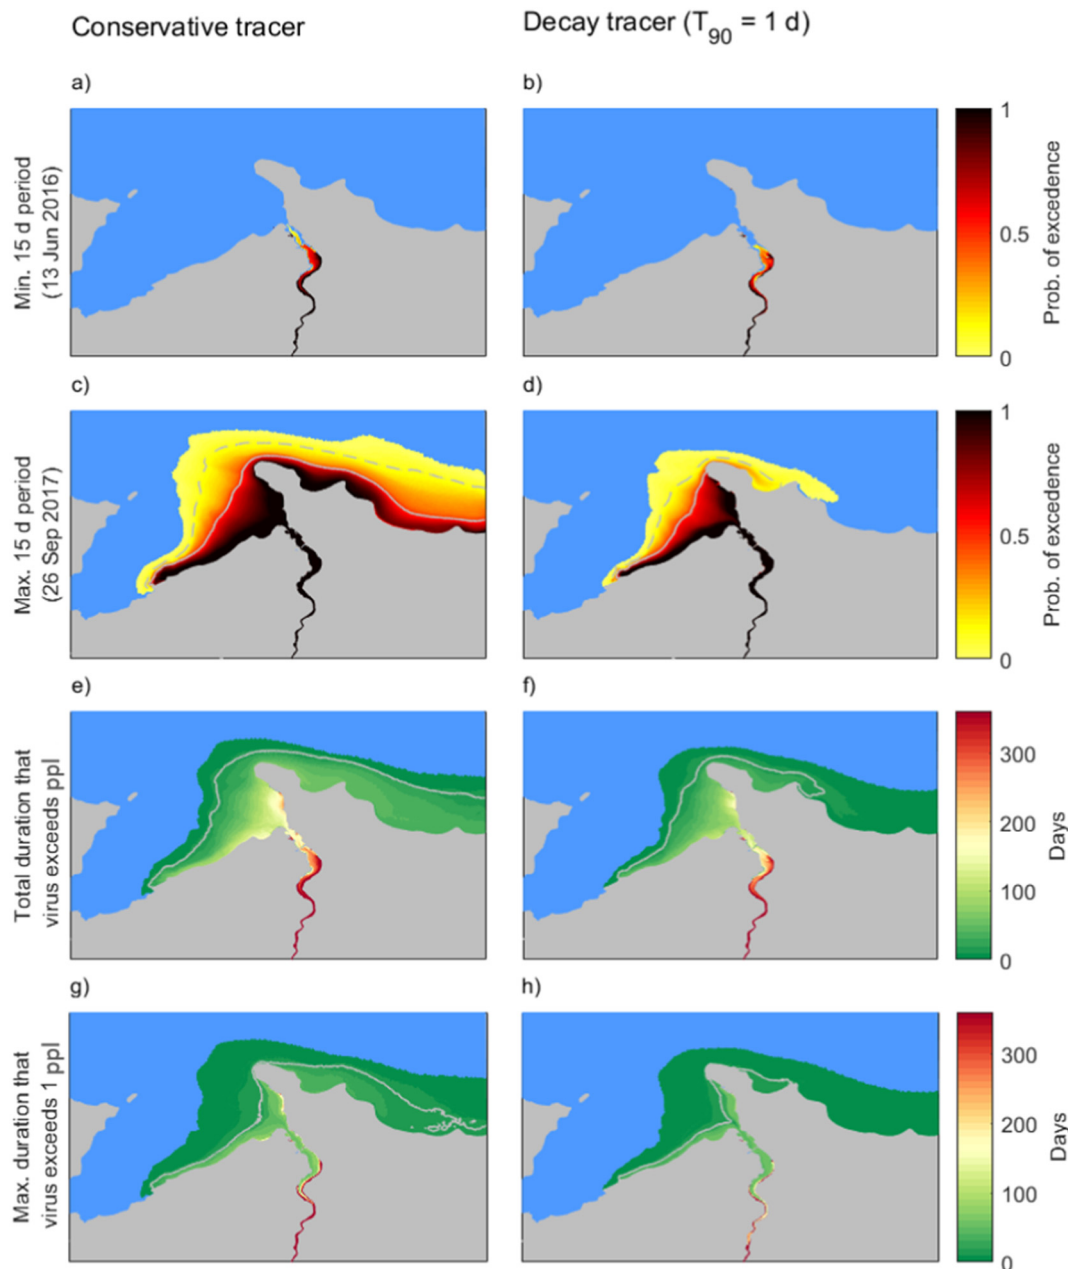 Conservative tracer
Decay tracer (T90 = 1 d)
a)
b)
Min. 15 d period
(13 Jun 2016)
1
0.5
0
Prob. of excedence
c)
d)
Max. 15 d period
(26 Sep 2017)
1
0.5
0
Prob. of excedence
e)
f)
Total duration that
virus exceeds ppl
300
200
100
0
Days
g)
h)
Max. duration that
virus exceeds 1 ppl
300
200
100
0
Days